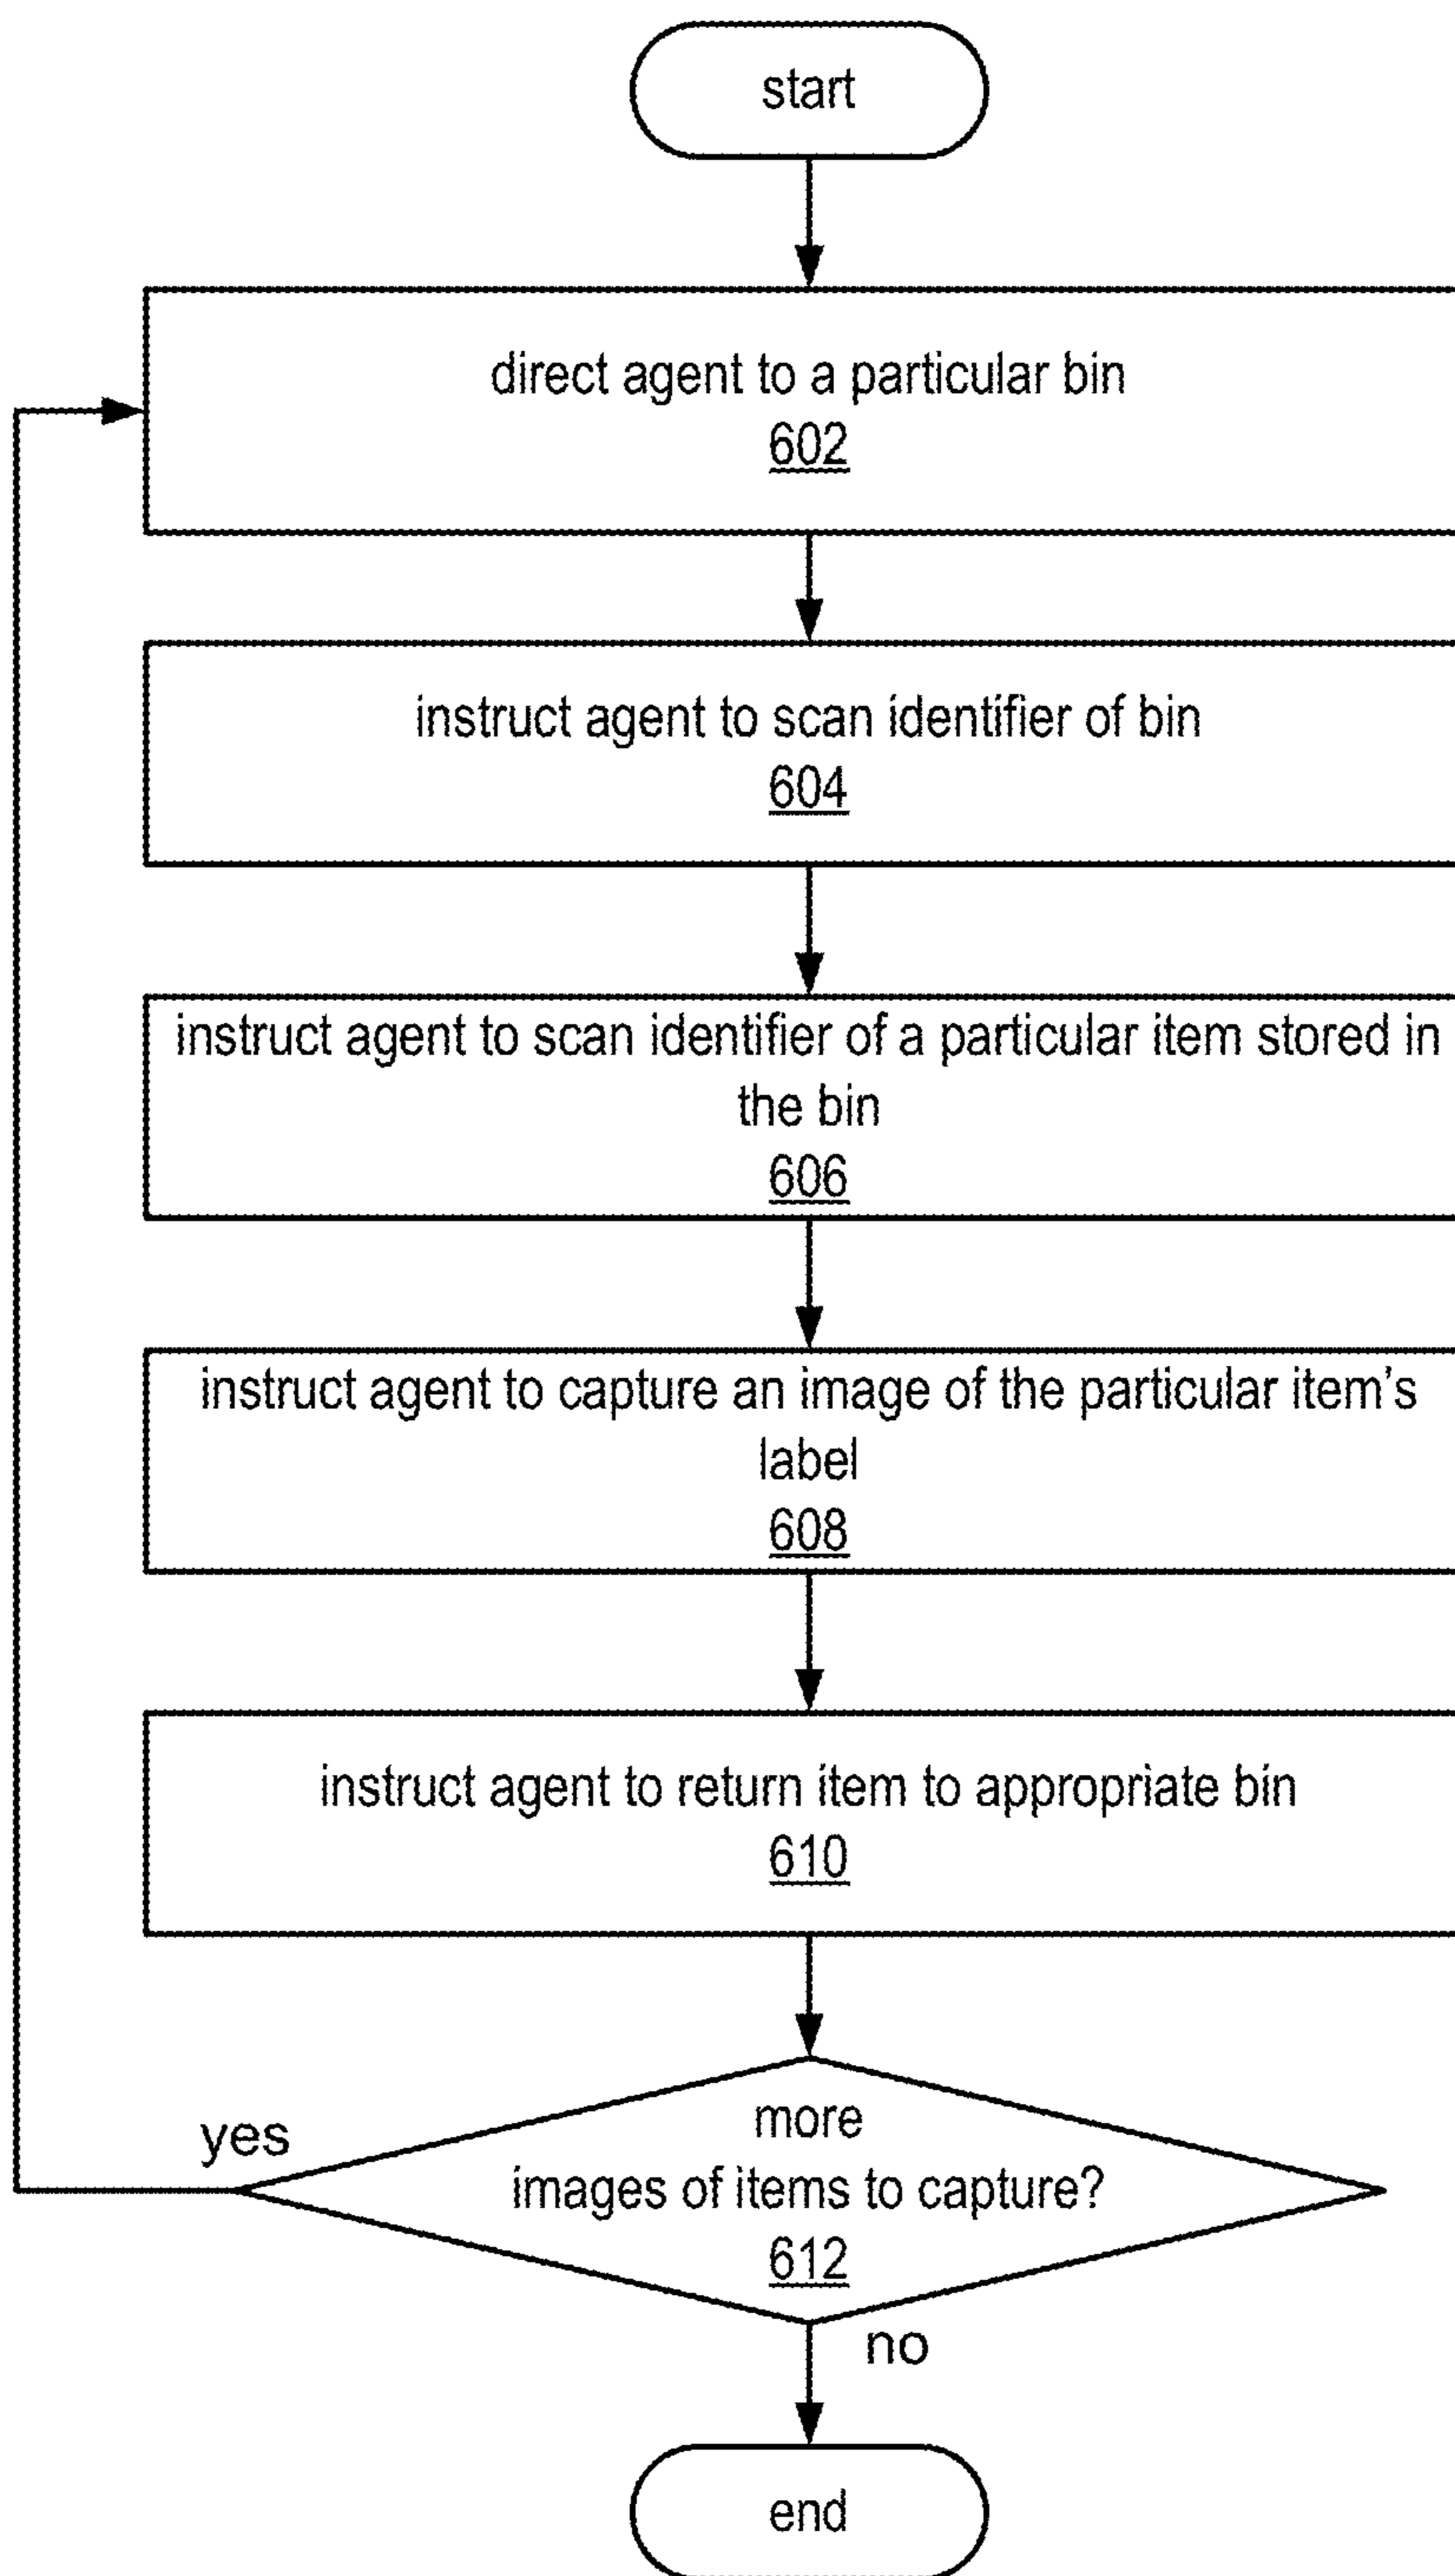 start
direct agent to a particular bin
602
instruct agent to scan identifier of bin
604
instruct agent to scan identifier of a particular item stored in
the bin
606
instruct agent to capture an image of the particular item's
label
608
instruct agent to return item to appropriate bin
610
yes
more
images of items to capture?
612
no
end